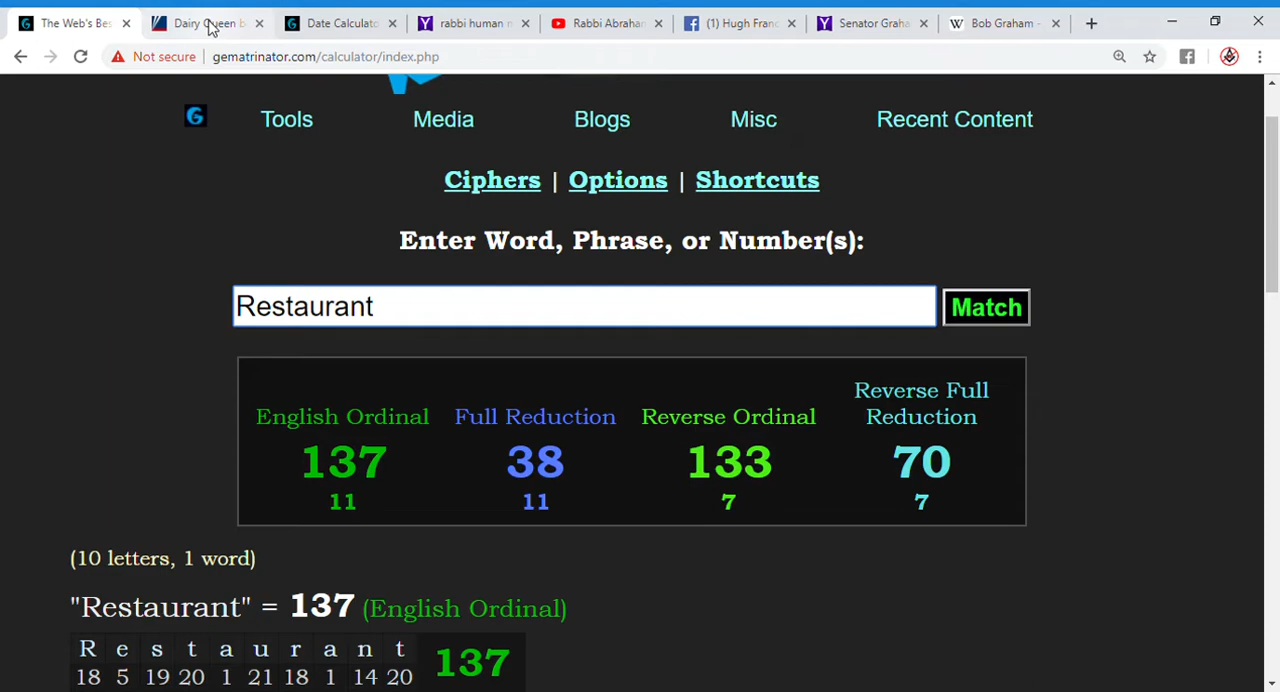 The Web's Bes
Dairy Queen b
Date Calculato
rabbi human m
Rabbi Abraham
(1) Hugh Franc
Senator Graha
Bob Graham -
Not secure
gematrinator.com/calculator/index.php
Tools Media Blogs Misc Recent Content
Ciphers | Options | Shortcuts
Enter Word, Phrase, or Number(s):
Restaurant
Match
English Ordinal
137
11
Full Reduction
38
11
Reverse Ordinal
133
7
Reverse Full
Reduction
70
7
(10 letters, 1 word)
"Restaurant" = 137 (English Ordinal)
R e s t a u r a n t
137
18 5 19 20 1 21 18 1 14 20